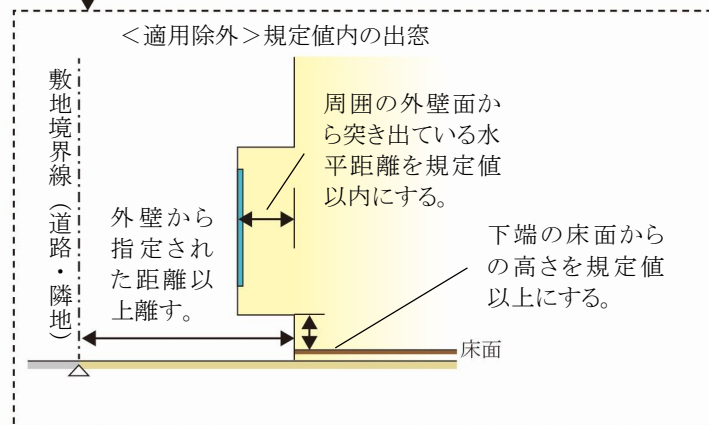 ＜適用除外＞規定値内の出窓
敷地境界線（道路・隣地）
周囲の外壁面か
ら突き出ている水
平距離を規定値
以内にする。
外壁から
指定され
た距離以
上離す。
下端の床面から
の高さを規定値
以上にする。
床面